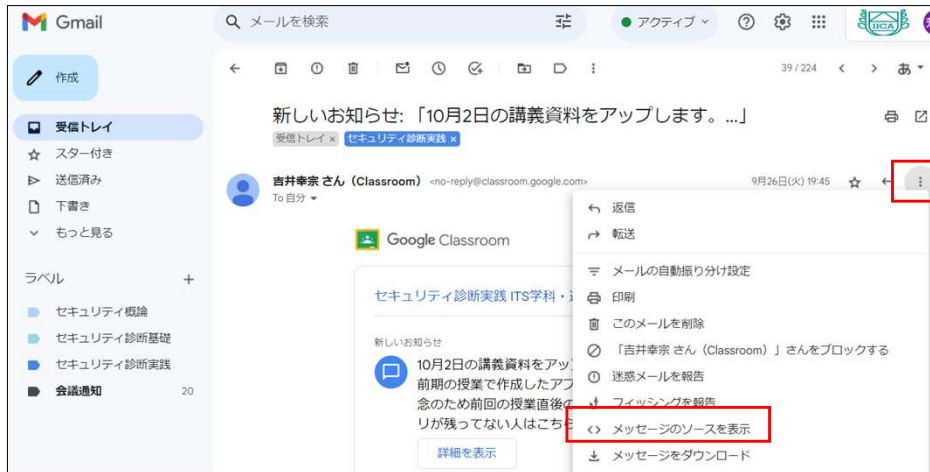 Gmail
メールを検索
アクティブ
IICA
作成
39 / 224
あ
新しいお知らせ: 「10月2日の講義資料をアップします。...」
受信トレイ ×
セキュリティ診断実践 ×
受信トレイ
スター付き
送信済み
下書き
もっと見る
ラベル
セキュリティ概論
セキュリティ診断基礎
セキュリティ診断実践
会議通知 20
吉井幸宗 さん（Classroom） <no-reply@classroom.google.com>
9月26日(火) 19:45
To 自分
Google Classroom
セキュリティ診断実践 ITS学科・
新しいお知らせ
10月2日の講義資料をアッ
前期の授業で作成したアプ
念のため前回の授業直後の
リが残ってない人はこちら
詳細を表示
返信
転送
メールの自動振り分け設定
印刷
このメールを削除
「吉井幸宗 さん（Classroom）」さんをブロックする
迷惑メールを報告
フィッシングを報告
メッセージのソースを表示
メッセージをダウンロード